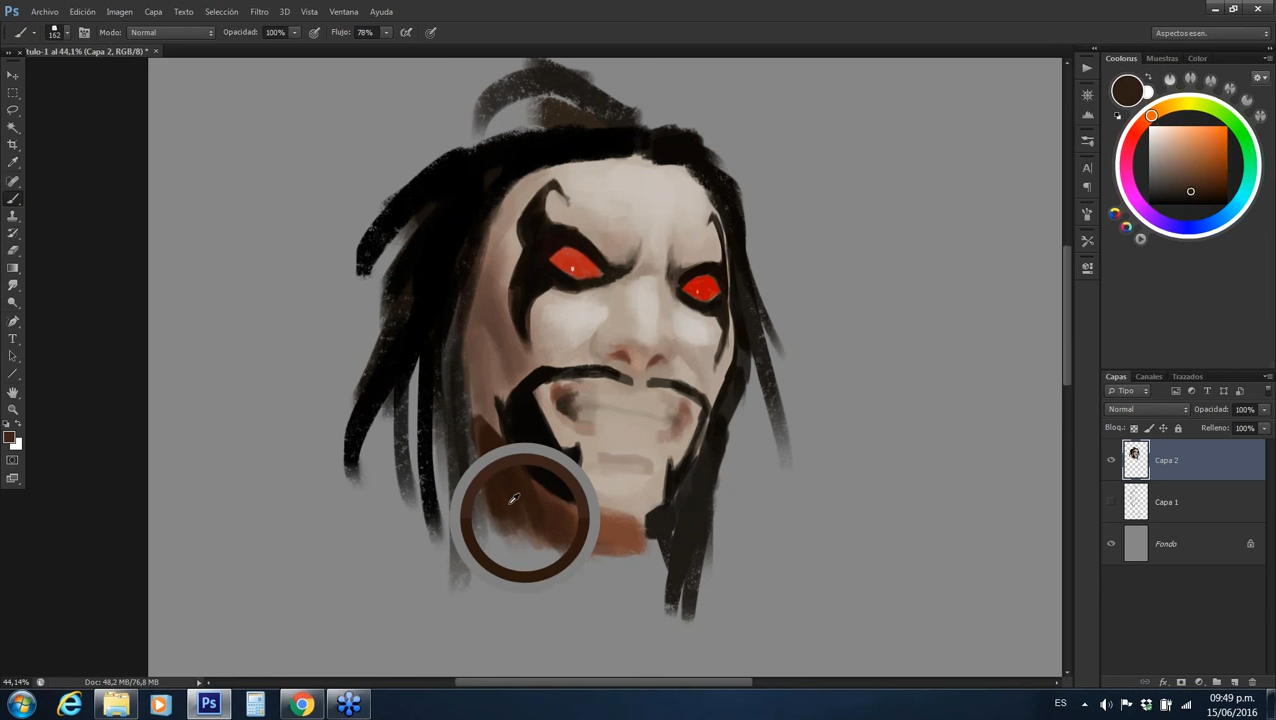 Ps Archivo Edición Imagen Capa Texto Selección Filtro 3D Vista Ventana Ayuda
162 Modo: Normal Opacidad: 100% Flujo: 78% Aspectos esen.
tulo-1 al 44,1% (Capa 2, RGB/8) * ×
Coolorus Muestras Color
Capas Canales Trazados
Tipo
Normal Opacidad: 100%
Bloq.: Relleno: 100%
Capa 2
Capa 1
Fondo
44,14% Doc: 48,2 MB/76,8 MB
Ps ES 09:49 p.m.
15/06/2016